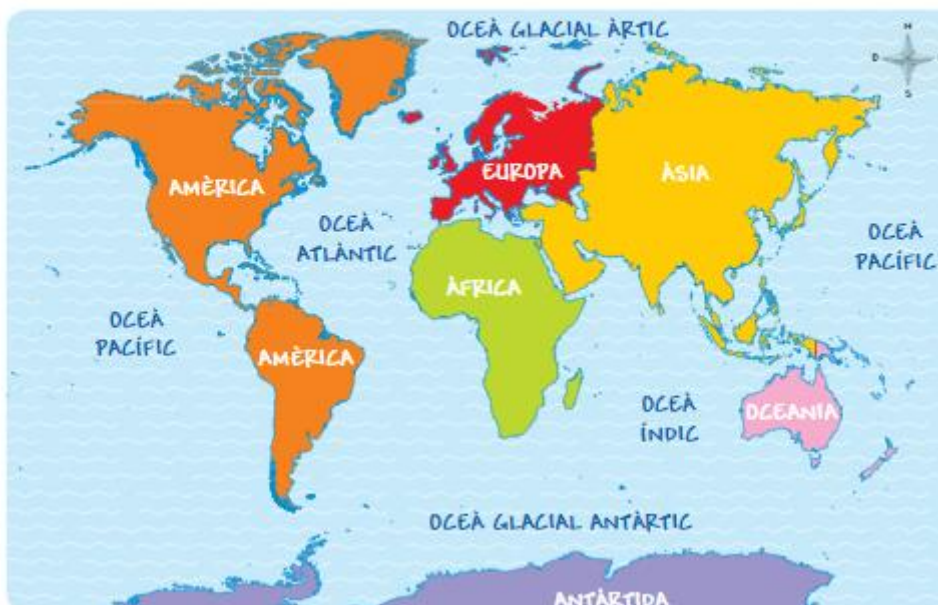 OCEÀ GLACIAL ÀRTIC
N
D
S
EUROPA
ÀSIA
AMÈRICA
OCEÀ
ATLÀNTIC
OCEÀ
PACÍFIC
ÀFRICA
OCEÀ
PACÍFIC
AMÈRICA
OCEÀ
ÍNDIC
OCEANIA
OCEÀ GLACIAL ANTÀRTIC
ANTÀRTIDA